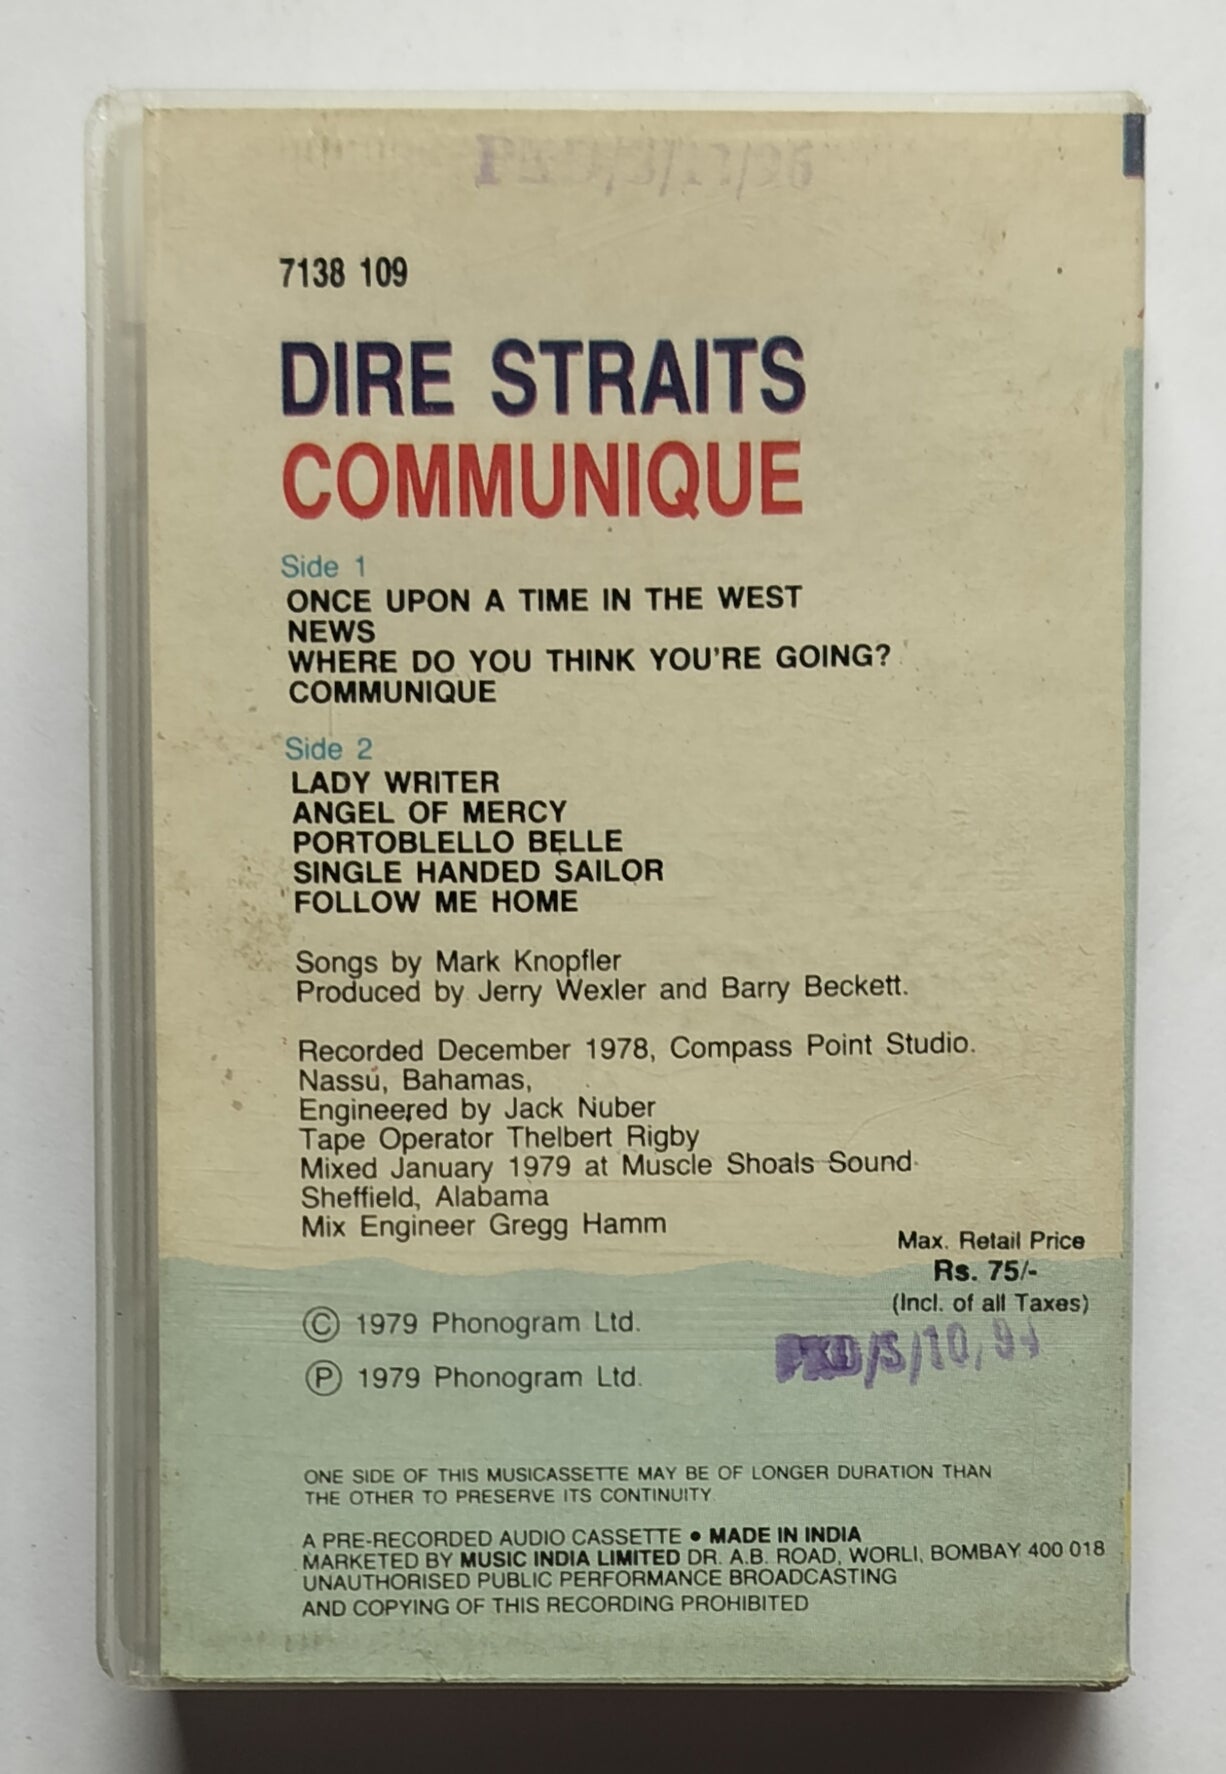 7138 109
DIRE STRAITS
COMMUNIQUE
Side 1
ONCE UPON A TIME IN THE WEST
NEWS
WHERE DO YOU THINK YOU'RE GOING?
COMMUNIQUE
Side 2
LADY WRITER
ANGEL OF MERCY
PORTOBLELLO BELLE
SINGLE HANDED SAILOR
FOLLOW ME HOME
Songs by Mark Knopfler
Produced by Jerry Wexler and Barry Beckett.
Recorded December 1978, Compass Point Studio.
Nassu, Bahamas,
Engineered by Jack Nuber
Tape Operator Thelbert Rigby
Mixed January 1979 at Muscle Shoals Sound
Sheffield, Alabama
Mix Engineer Gregg Hamm
Max. Retail Price
Rs. 75/-
(Incl. of all Taxes)
© 1979 Phonogram Ltd.
℗ 1979 Phonogram Ltd.
ONE SIDE OF THIS MUSICASSETTE MAY BE OF LONGER DURATION THAN
THE OTHER TO PRESERVE ITS CONTINUITY
A PRE-RECORDED AUDIO CASSETTE • MADE IN INDIA
MARKETED BY MUSIC INDIA LIMITED DR. A.B. ROAD, WORLI, BOMBAY 400 018
UNAUTHORISED PUBLIC PERFORMANCE BROADCASTING
AND COPYING OF THIS RECORDING PROHIBITED